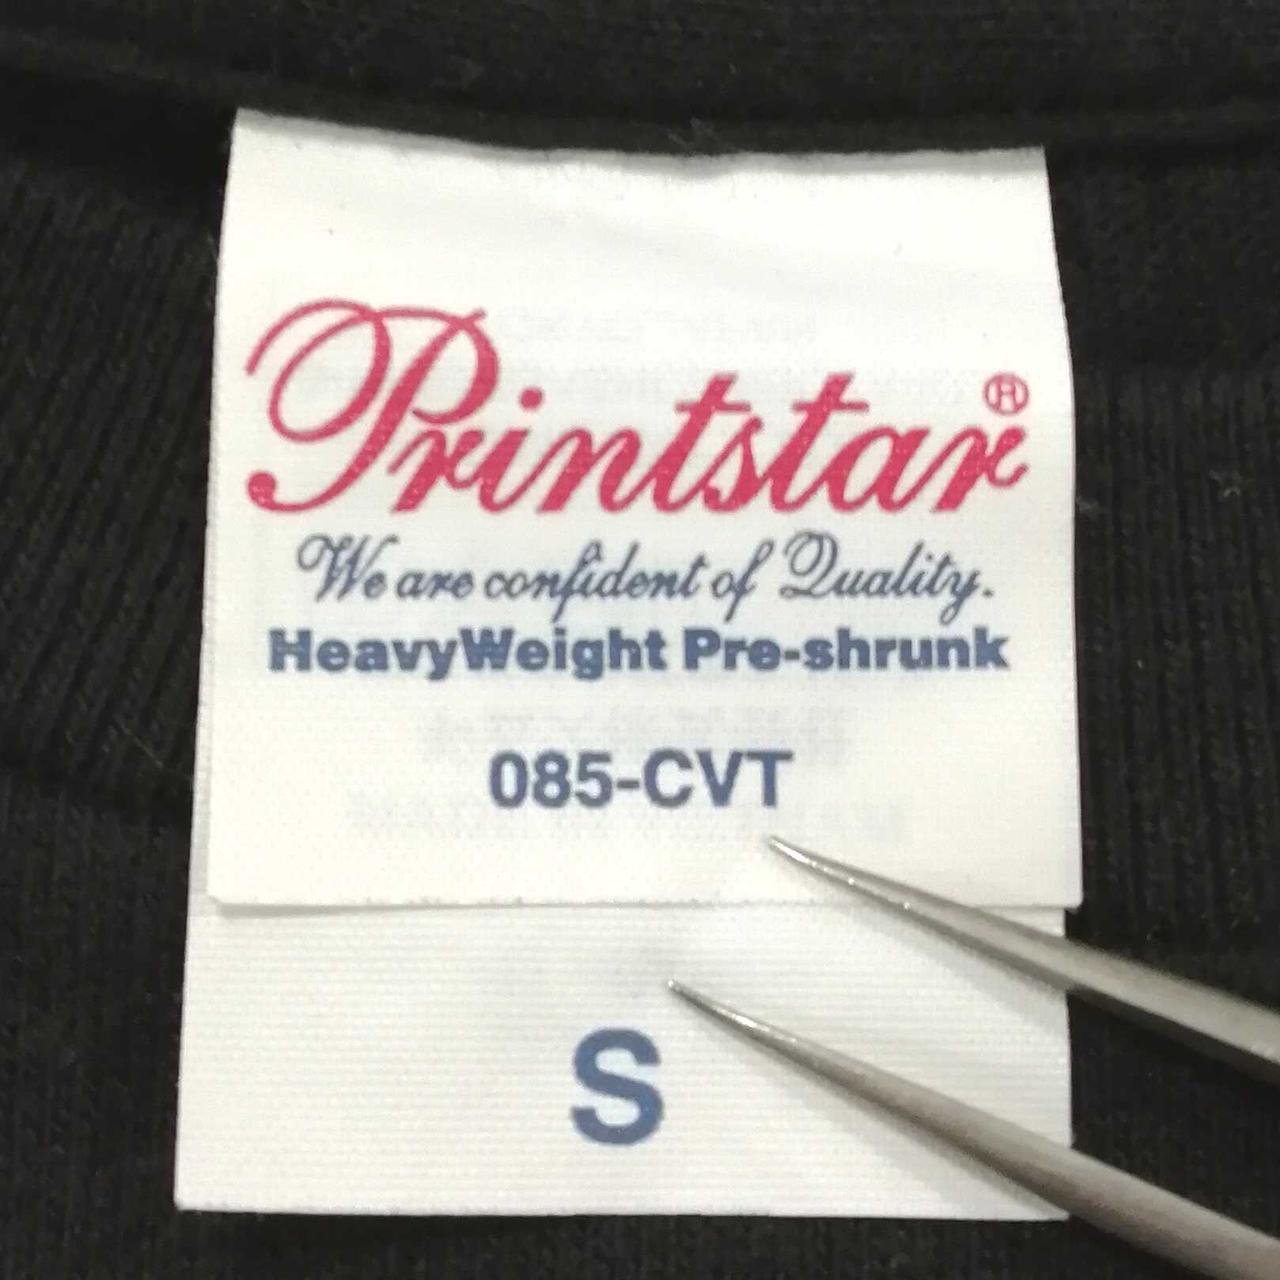 Printstar®
We are confident of Quality.
HeavyWeight Pre-shrunk
085-CVT
S